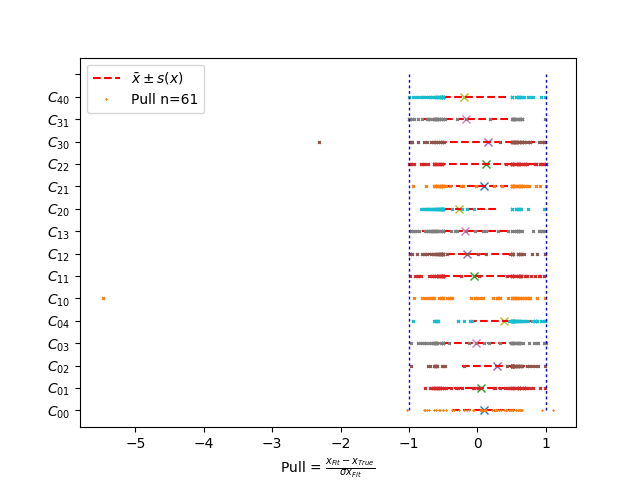 x̄ ± s(x)
Pull n=61
C40
C31
C30
C22
C21
C20
C13
C12
C11
C10
C04
C03
C02
C01
C00
−5 −4 −3 −2 −1 0 1
Pull = (xFit − xTrue) / σxFit